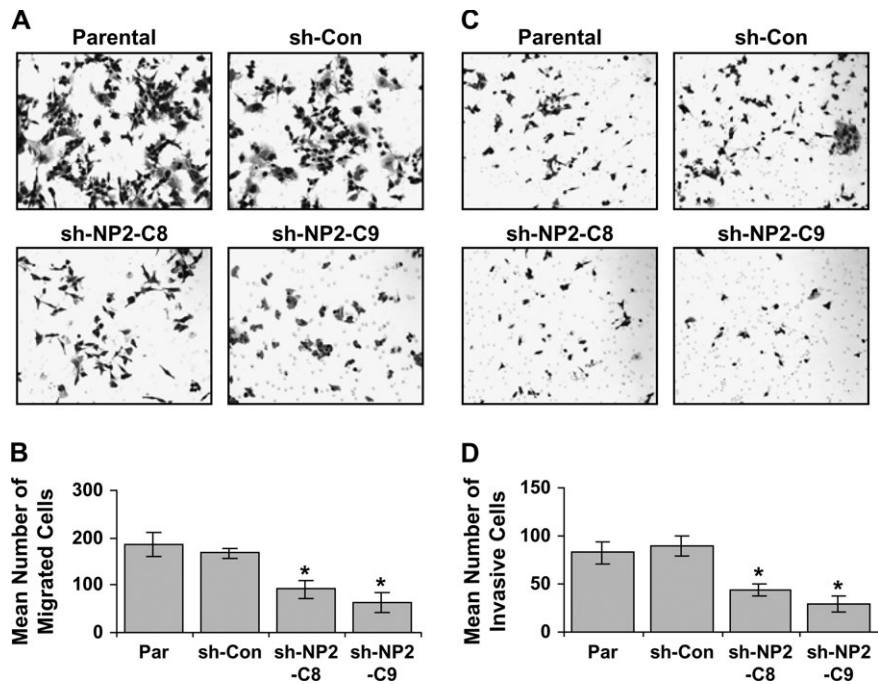 A
Parental
sh-Con
sh-NP2-C8
sh-NP2-C9
B
Mean Number of
Migrated Cells
300
200
100
0
Par
sh-Con
sh-NP2
-C8
sh-NP2
-C9
*
*
C
Parental
sh-Con
sh-NP2-C8
sh-NP2-C9
D
Mean Number of
Invasive Cells
150
100
50
0
Par
sh-Con
sh-NP2
-C8
sh-NP2
-C9
*
*